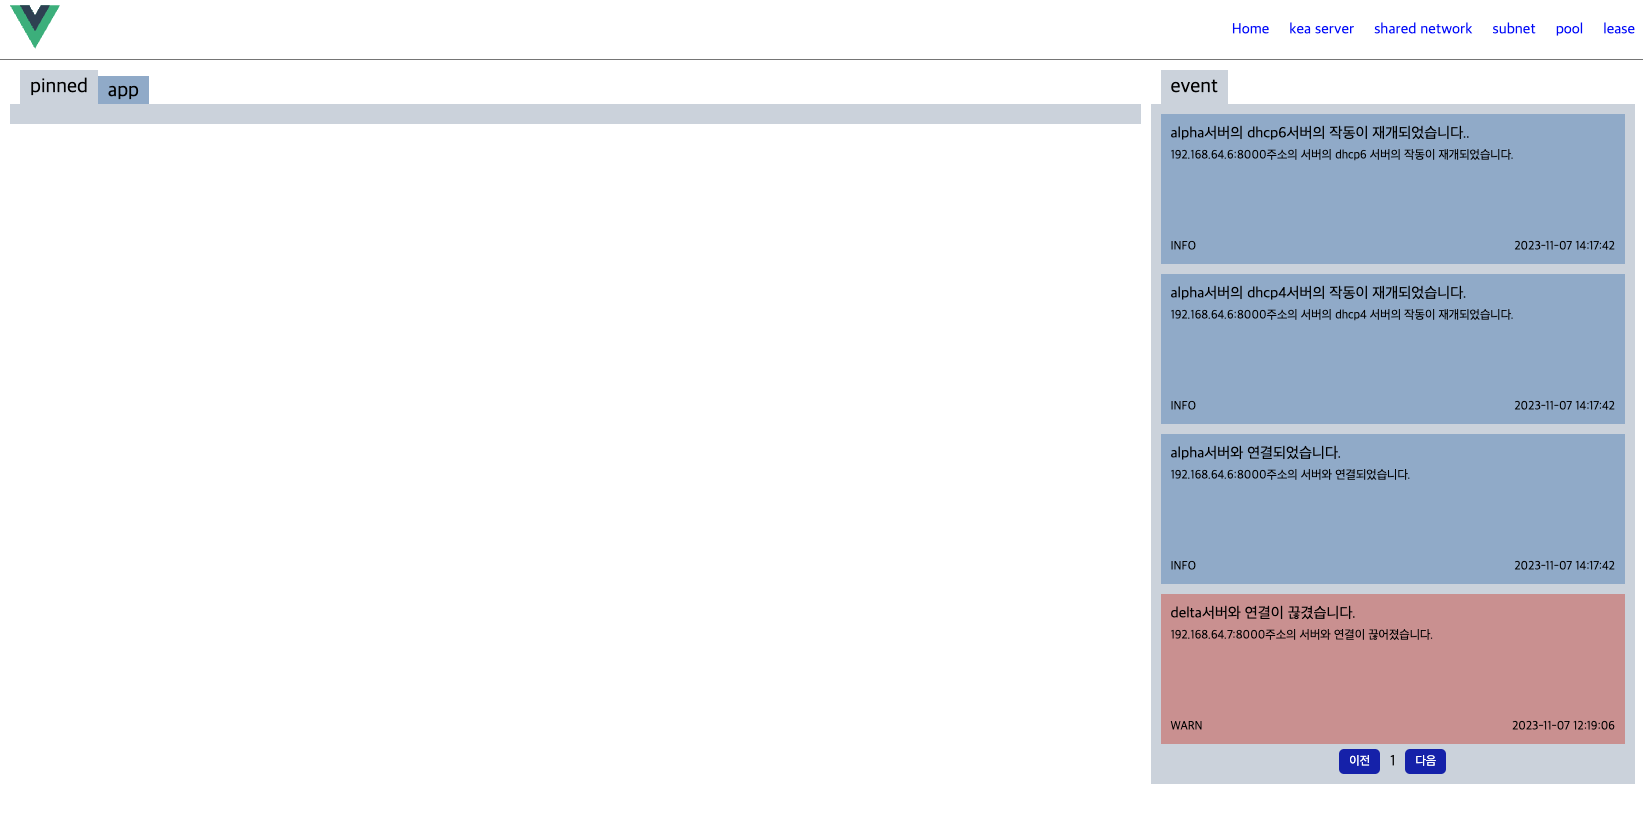 Home kea server shared network subnet pool lease
pinned app
event
alpha서버의 dhcp6서버의 작동이 재개되었습니다..
192.168.64.6:8000주소의 서버의 dhcp6 서버의 작동이 재개되었습니다.
INFO 2023-11-07 14:17:42
alpha서버의 dhcp4서버의 작동이 재개되었습니다.
192.168.64.6:8000주소의 서버의 dhcp4 서버의 작동이 재개되었습니다.
INFO 2023-11-07 14:17:42
alpha서버와 연결되었습니다.
192.168.64.6:8000주소의 서버와 연결되었습니다.
INFO 2023-11-07 14:17:42
delta서버와 연결이 끊겼습니다.
192.168.64.7:8000주소의 서버와 연결이 끊어졌습니다.
WARN 2023-11-07 12:19:06
이전 1 다음